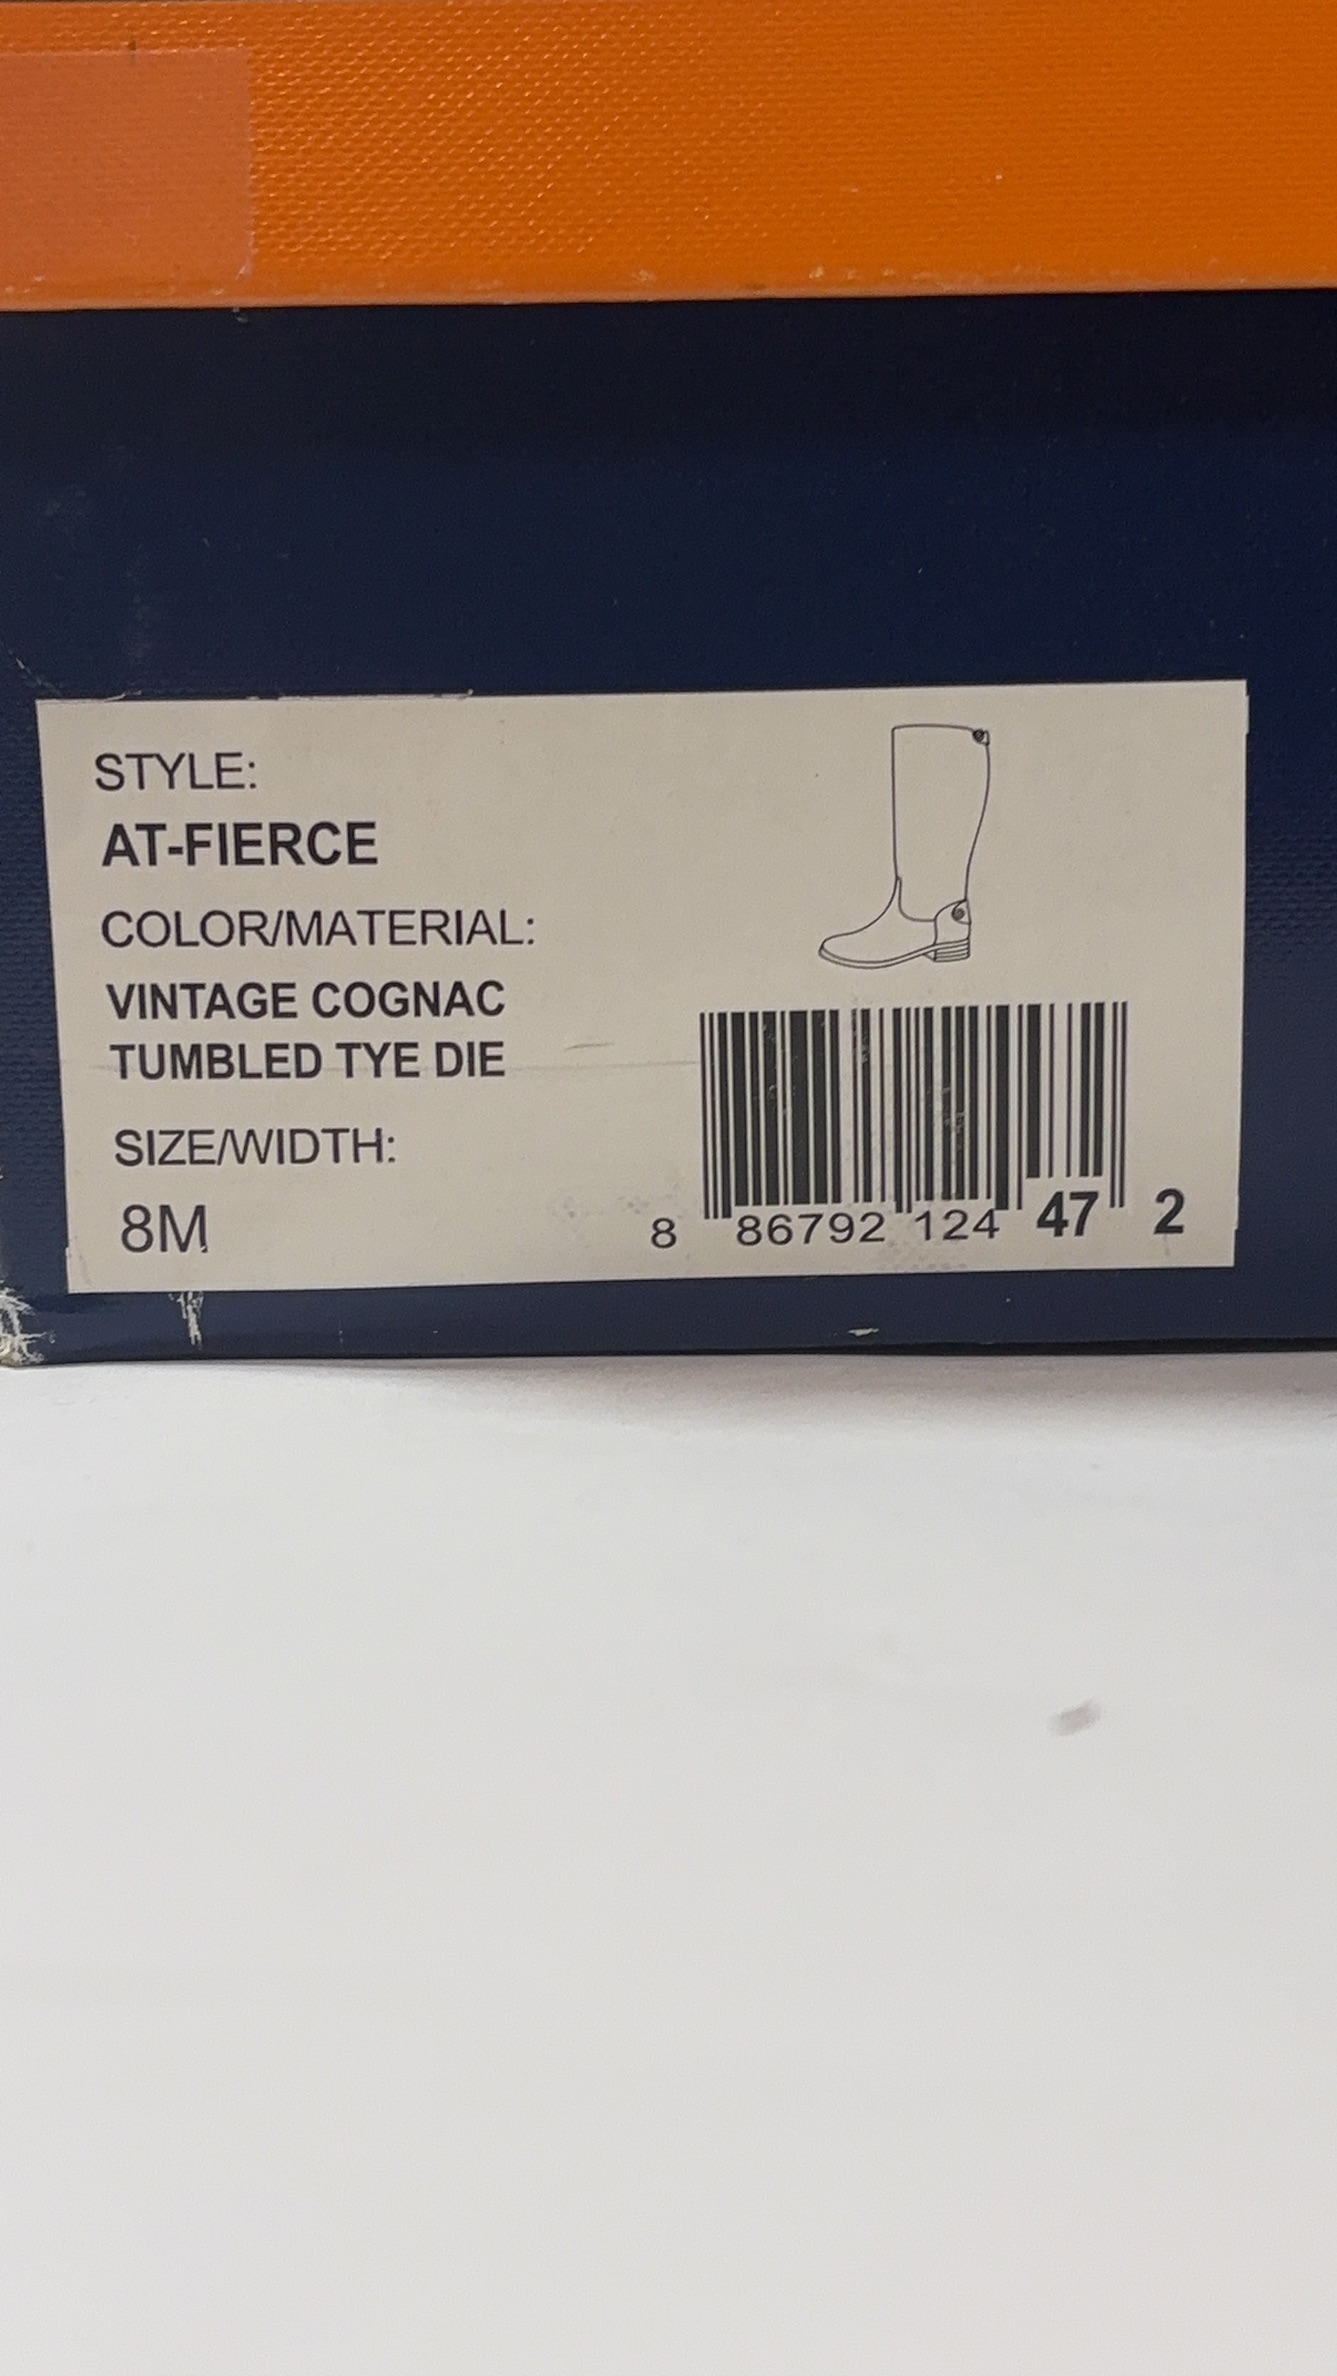 STYLE:
AT-FIERCE
COLOR/MATERIAL:
VINTAGE COGNAC
TUMBLED TYE DIE
SIZE/WIDTH:
8M
8 86792 124 47 2